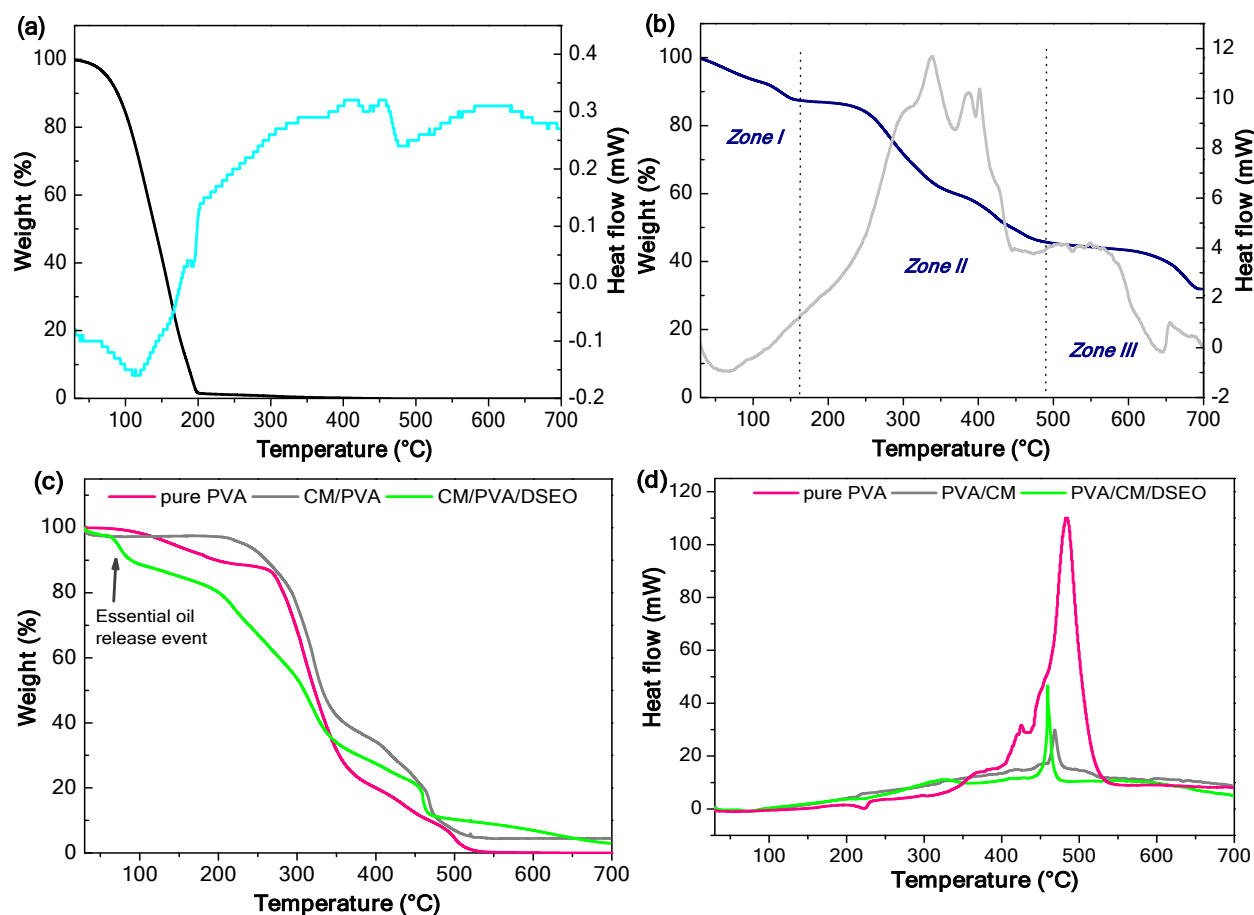 (a)
100
80
60
40
20
0
Weight (%)
0.4
0.3
0.2
0.1
0.0
-0.1
-0.2
Heat flow (mW)
100 200 300 400 500 600 700
Temperature (°C)
(b)
100
80
60
40
20
0
Weight (%)
Zone I
Zone II
Zone III
12
10
8
6
4
2
0
-2
Heat flow (mW)
100 200 300 400 500 600 700
Temperature (°C)
(c)
pure PVA CM/PVA CM/PVA/DSEO
100
80
60
40
20
0
Weight (%)
Essential oil
release event
100 200 300 400 500 600 700
Temperature (°C)
(d)
pure PVA PVA/CM PVA/CM/DSEO
120
100
80
60
40
20
0
Heat flow (mW)
100 200 300 400 500 600 700
Temperature (°C)